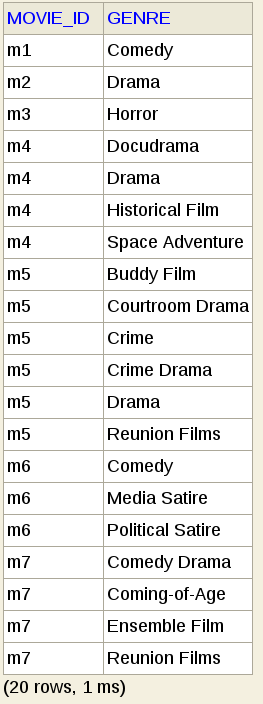 MOVIE_ID GENRE
m1 Comedy
m2 Drama
m3 Horror
m4 Docudrama
m4 Drama
m4 Historical Film
m4 Space Adventure
m5 Buddy Film
m5 Courtroom Drama
m5 Crime
m5 Crime Drama
m5 Drama
m5 Reunion Films
m6 Comedy
m6 Media Satire
m6 Political Satire
m7 Comedy Drama
m7 Coming-of-Age
m7 Ensemble Film
m7 Reunion Films
(20 rows, 1 ms)